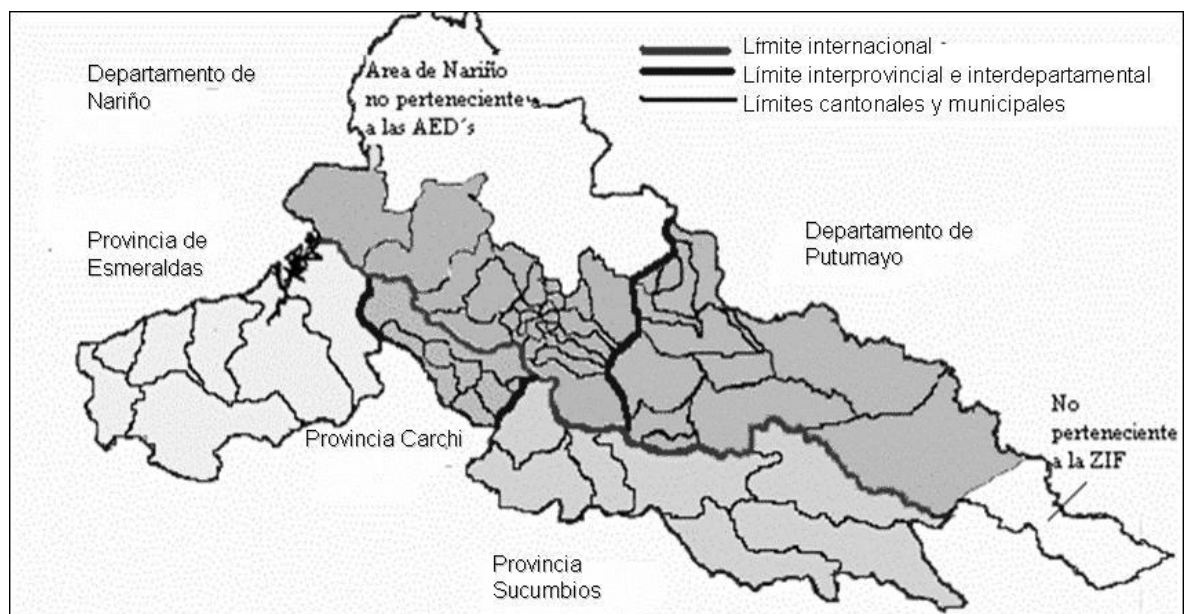 Departamento de
Nariño
Area de Nariño
no perteneciente a
a las AED´s
Límite internacional
Límite interprovincial e interdepartamental
Límites cantonales y municipales
Provincia de
Esmeraldas
Departamento de
Putumayo
Provincia Carchi
No
perteneciente
a la ZIF
Provincia
Sucumbios